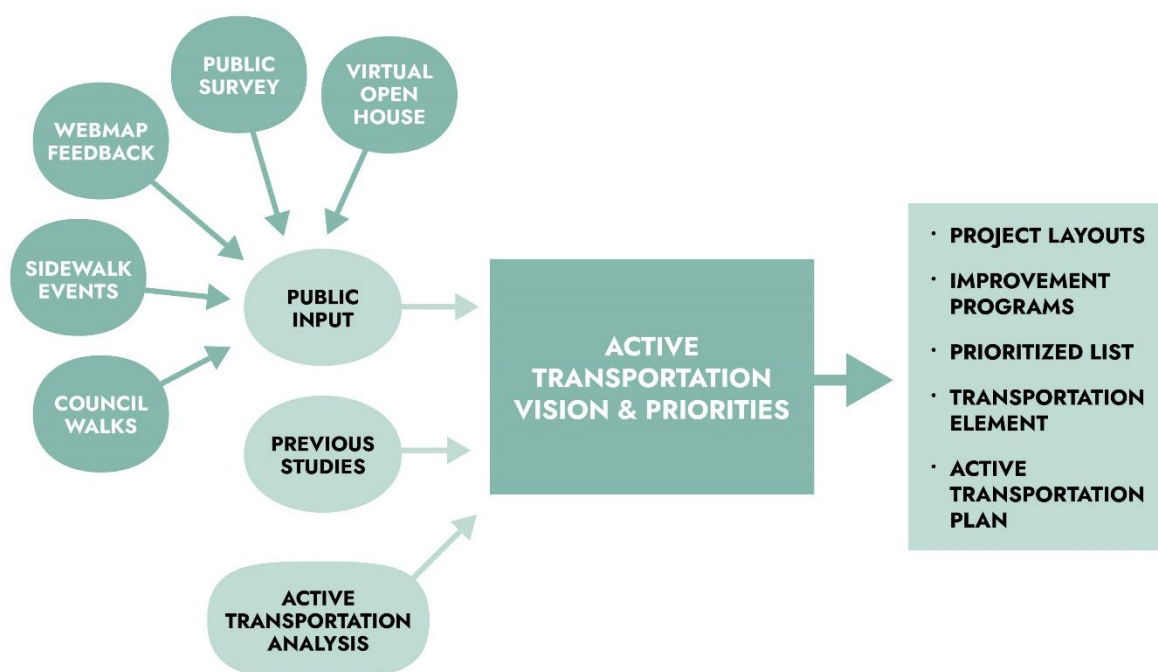 PUBLIC
SURVEY
VIRTUAL
OPEN
HOUSE
WEBMAP
FEEDBACK
SIDEWALK
EVENTS
COUNCIL
WALKS
PUBLIC
INPUT
PREVIOUS
STUDIES
ACTIVE
TRANSPORTATION
ANALYSIS
ACTIVE
TRANSPORTATION
VISION & PRIORITIES
· PROJECT LAYOUTS
· IMPROVEMENT
PROGRAMS
· PRIORITIZED LIST
· TRANSPORTATION
ELEMENT
· ACTIVE
TRANSPORTATION
PLAN